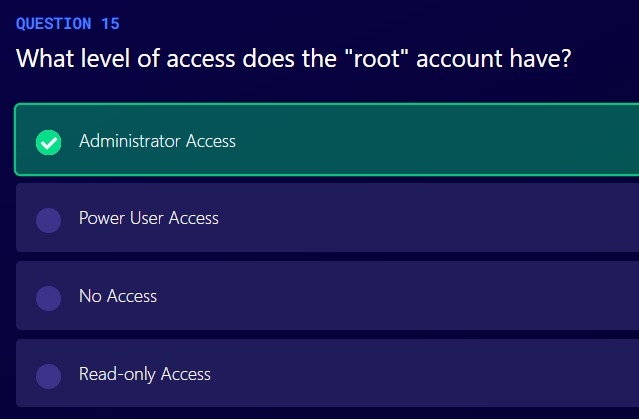 QUESTION 15
What level of access does the "root" account have?
Administrator Access
Power User Access
No Access
Read-only Access